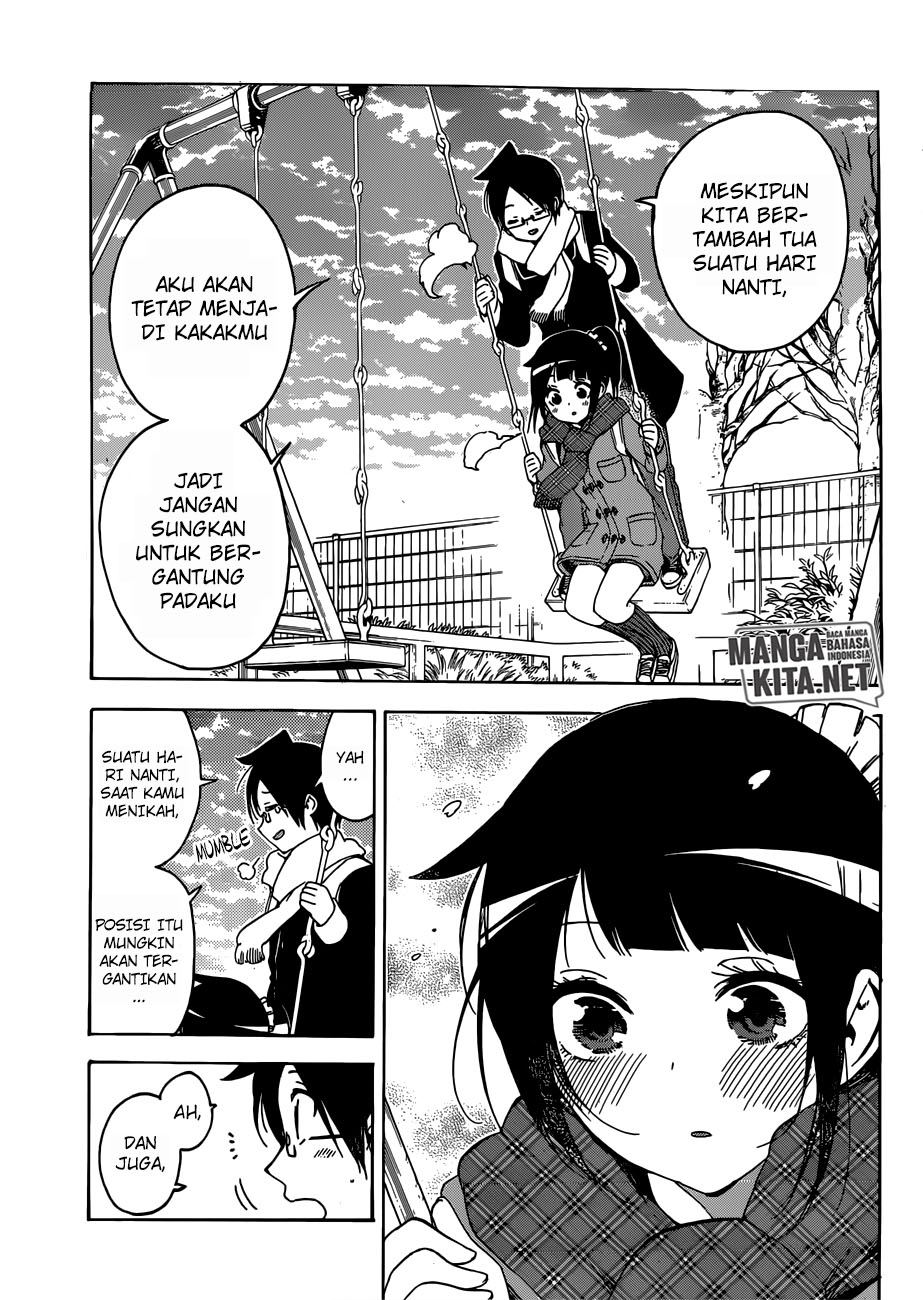 MESKIPUN
KITA BER-
TAMBAH TUA
SUATU HARI
NANTI,
AKU AKAN
TETAP MENJA-
DI KAKAKMU
JADI
JANGAN
SUNGKAN
UNTUK BER-
GANTUNG
PADAKU
MANGA
BACA MANGA
BAHASA
INDONESIA
KITA.NET
YAH
...
SUATU HA-
RI NANTI,
SAAT KAMU
MENIKAH,
MUMBLE
POSISI ITU
MUNGKIN
AKAN TER-
GANTIKAN
...
AH,
DAN
JUGA,